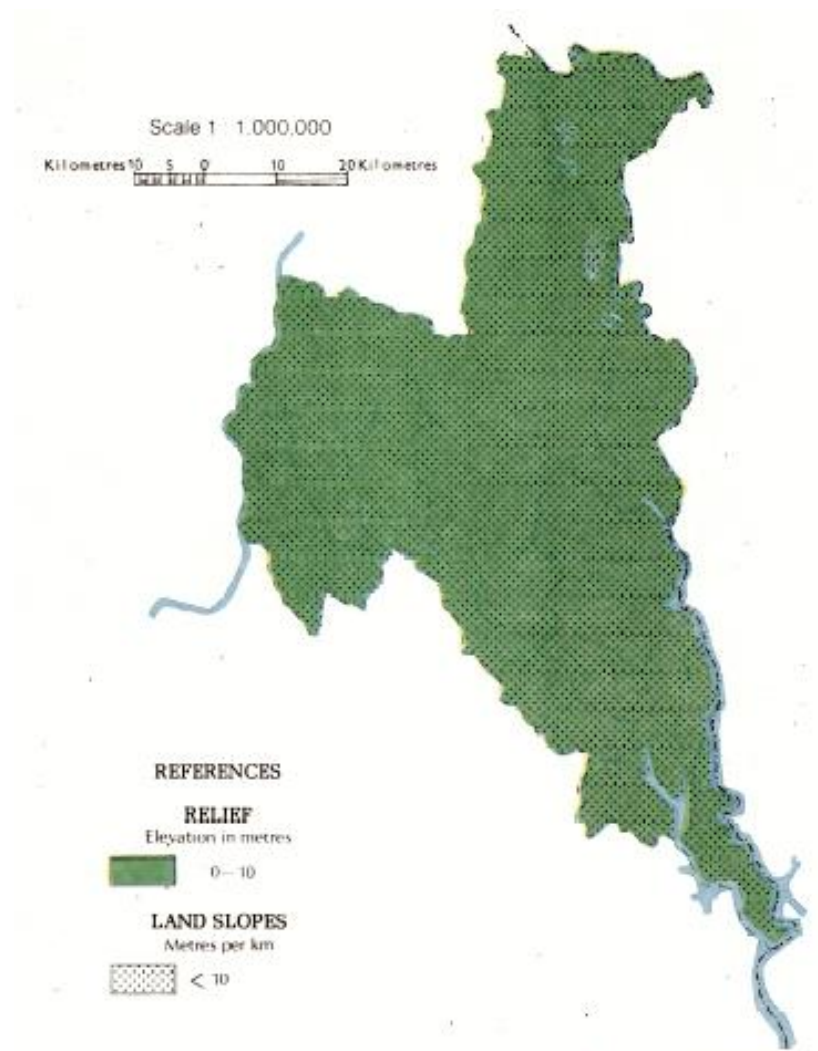 Scale 1 1.000.000
Kilometres 10 5 0 10 20 Kilometres
REFERENCES
RELIEF
Elevation in metres
0–10
LAND SLOPES
Metres per km
< 10